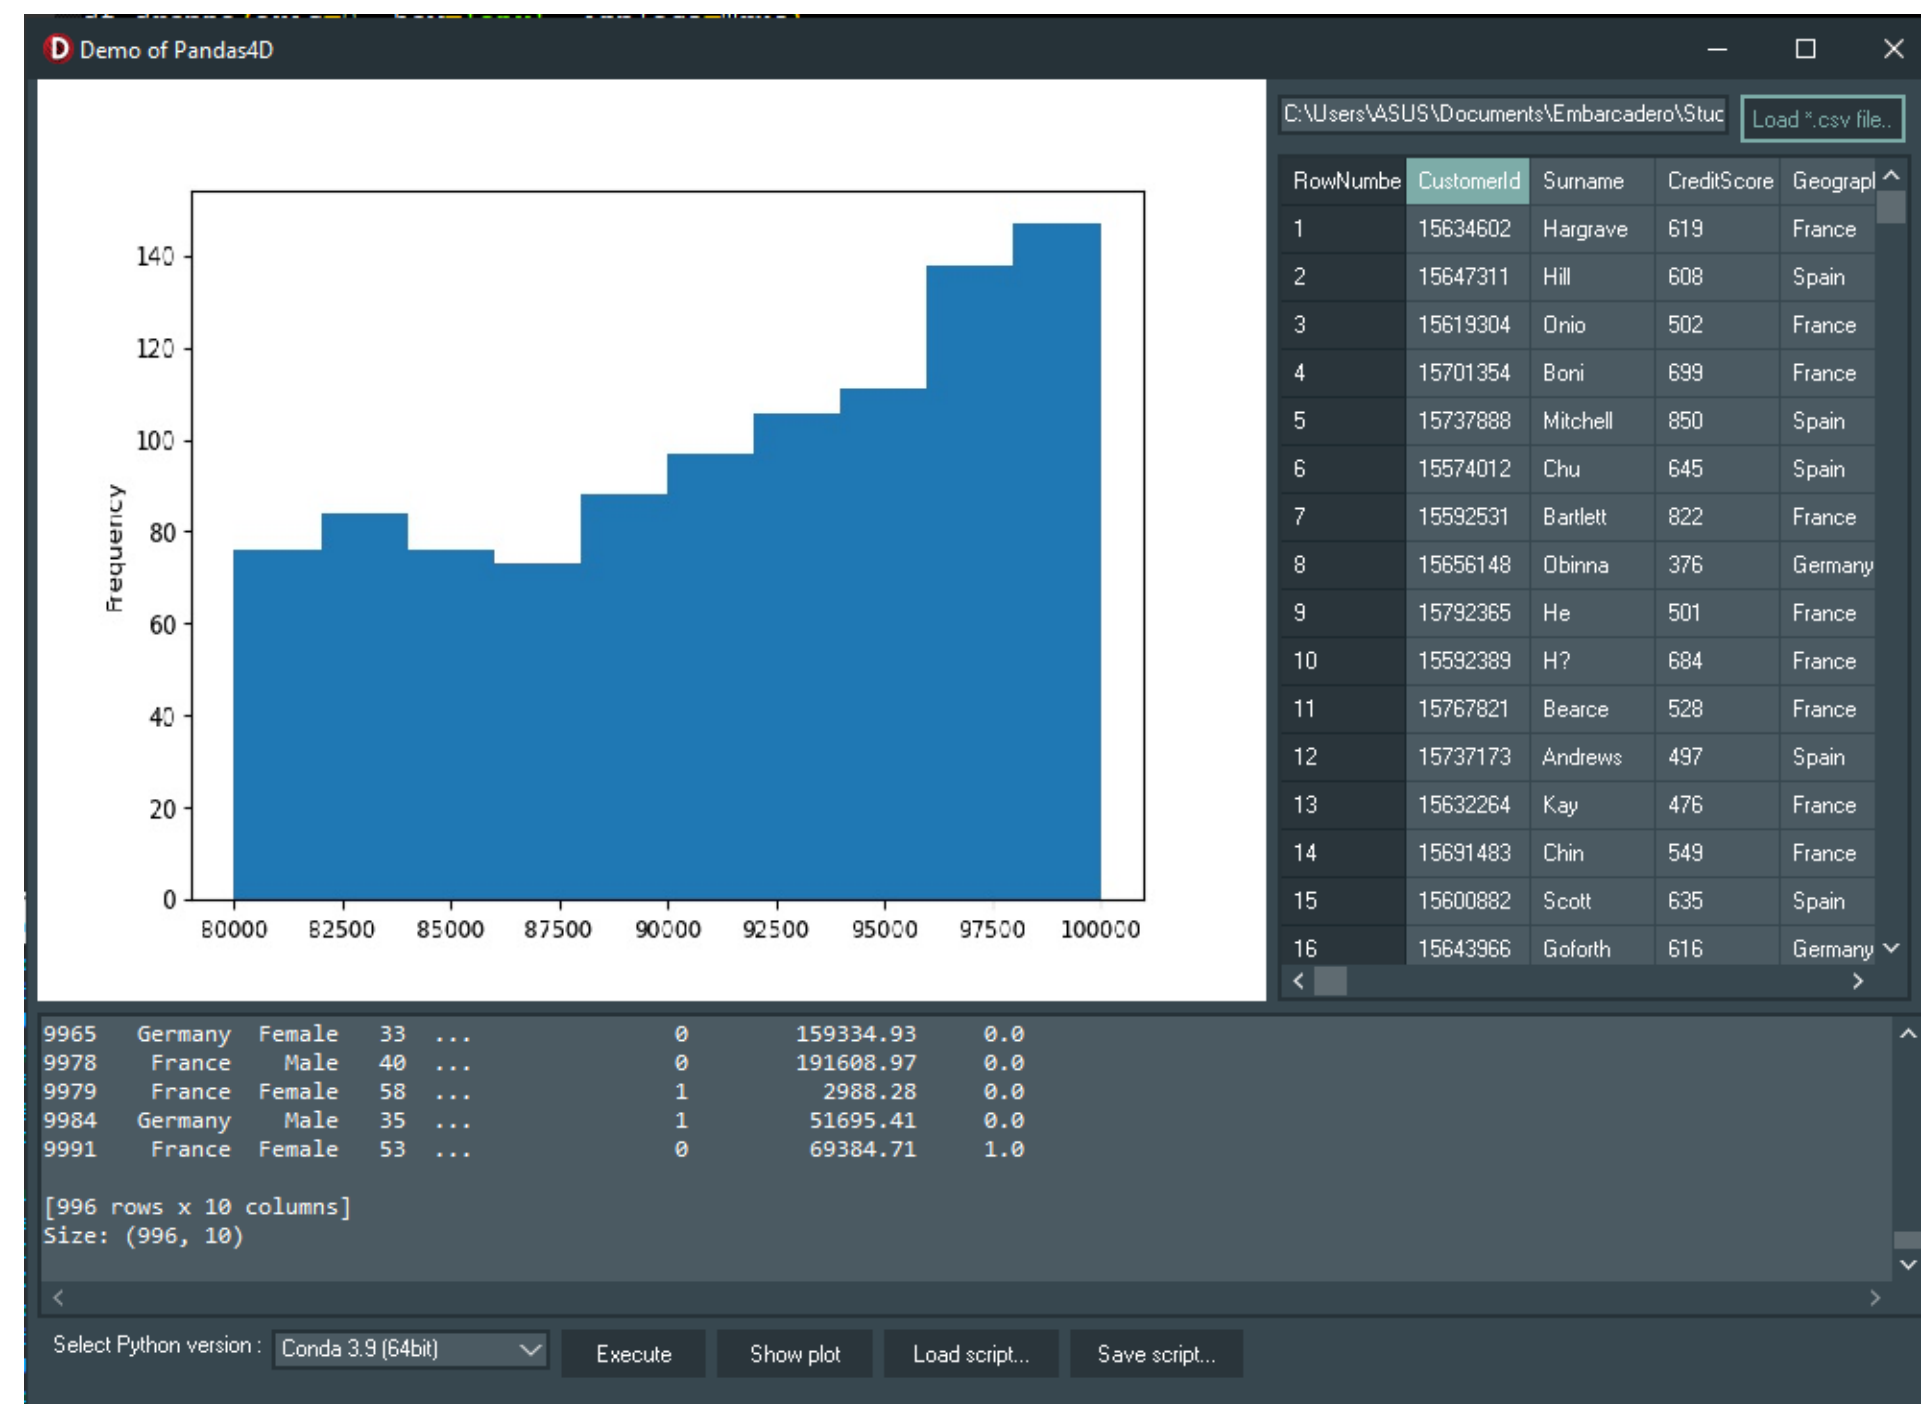 Demo of Pandas4D
140
120
100
80
60
40
20
0
Frequency
80000 82500 85000 87500 90000 92500 95000 97500 100000
C:\Users\ASUS\Documents\Embarcadero\Stud
Load *.csv file..
RowNumbe CustomerId Surname CreditScore Geograpl
1 15634602 Hargrave 619 France
2 15647311 Hill 608 Spain
3 15619304 Onio 502 France
4 15701354 Boni 699 France
5 15737888 Mitchell 850 Spain
6 15574012 Chu 645 Spain
7 15592531 Bartlett 822 France
8 15656148 Obinna 376 Germany
9 15792365 He 501 France
10 15592389 H? 684 France
11 15767821 Bearce 528 France
12 15737173 Andrews 497 Spain
13 15632264 Kay 476 France
14 15691483 Chin 549 France
15 15600882 Scott 635 Spain
16 15643966 Goforth 616 Germany
9965 Germany Female 33 ... 0 159334.93 0.0
9978 France Male 40 ... 0 191608.97 0.0
9979 France Female 58 ... 1 2988.28 0.0
9984 Germany Male 35 ... 1 51695.41 0.0
9991 France Female 53 ... 0 69384.71 1.0
[996 rows x 10 columns]
Size: (996, 10)
Select Python version : Conda 3.9 (64bit) Execute Show plot Load script... Save script...